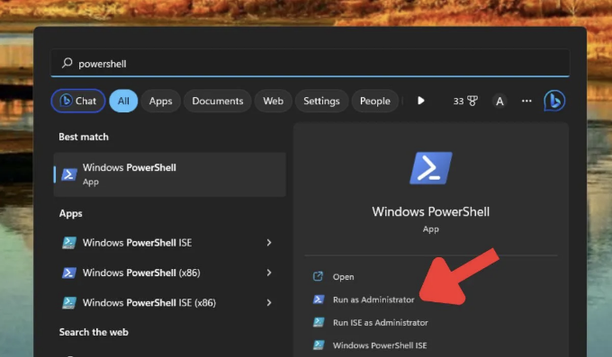 powershell
Chat
All
Apps
Documents
Web
Settings
People
33
A
Best match
Windows PowerShell
App
Apps
Windows PowerShell ISE
Windows PowerShell (x86)
Windows PowerShell ISE (x86)
Search the web
Windows PowerShell
App
Open
Run as Administrator
Run ISE as Administrator
Windows PowerShell ISE